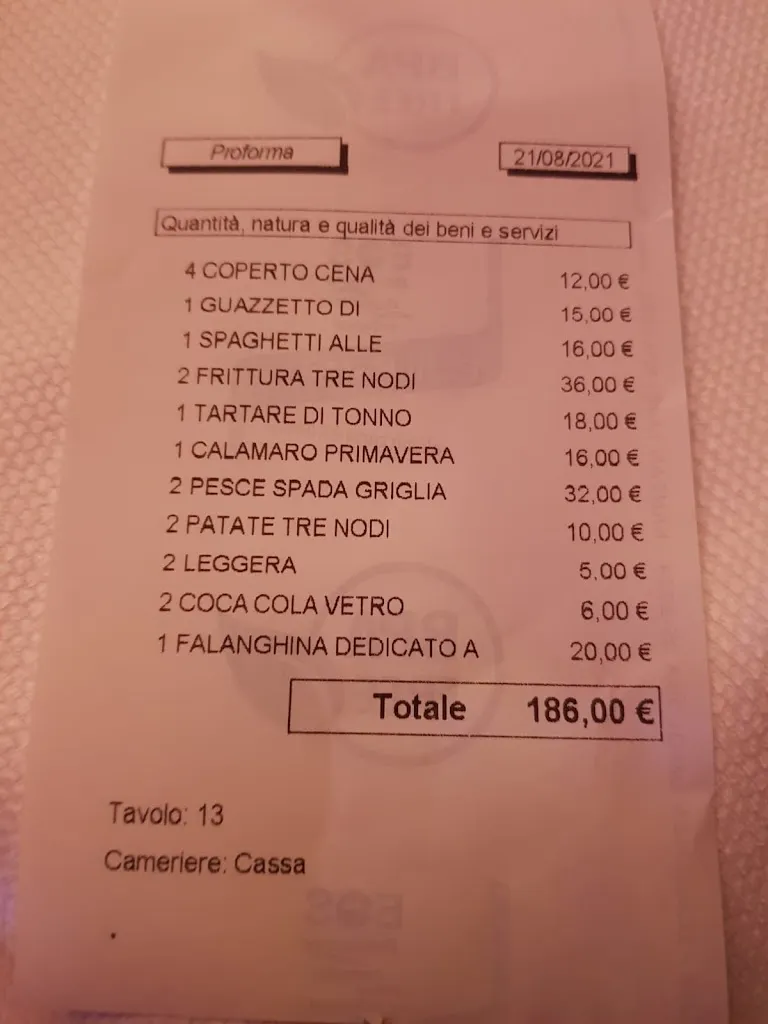 Proforma 21/08/2021
Quantità, natura e qualità dei beni e servizi
4 COPERTO CENA 12,00 €
1 GUAZZETTO DI 15,00 €
1 SPAGHETTI ALLE 16,00 €
2 FRITTURA TRE NODI 36,00 €
1 TARTARE DI TONNO 18,00 €
1 CALAMARO PRIMAVERA 16,00 €
2 PESCE SPADA GRIGLIA 32,00 €
2 PATATE TRE NODI 10,00 €
2 LEGGERA 5,00 €
2 COCA COLA VETRO 6,00 €
1 FALANGHINA DEDICATO A 20,00 €
Totale 186,00 €
Tavolo: 13
Cameriere: Cassa
.